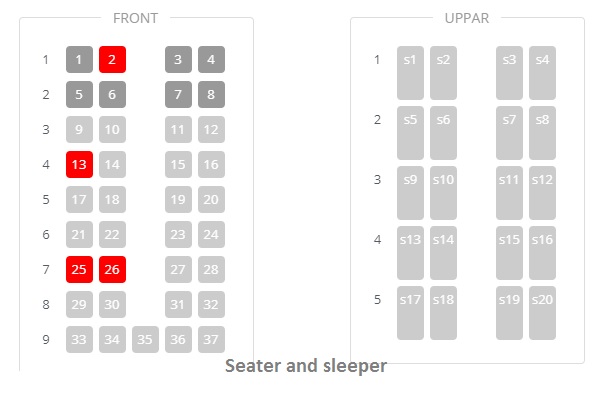 FRONT
1 1 2 3 4
2 5 6 7 8
3 9 10 11 12
4 13 14 15 16
5 17 18 19 20
6 21 22 23 24
7 25 26 27 28
8 29 30 31 32
9 33 34 35 36 37
UPPAR
1 s1 s2 s3 s4
2 s5 s6 s7 s8
3 s9 s10 s11 s12
4 s13 s14 s15 s16
5 s17 s18 s19 s20
Seater and sleeper